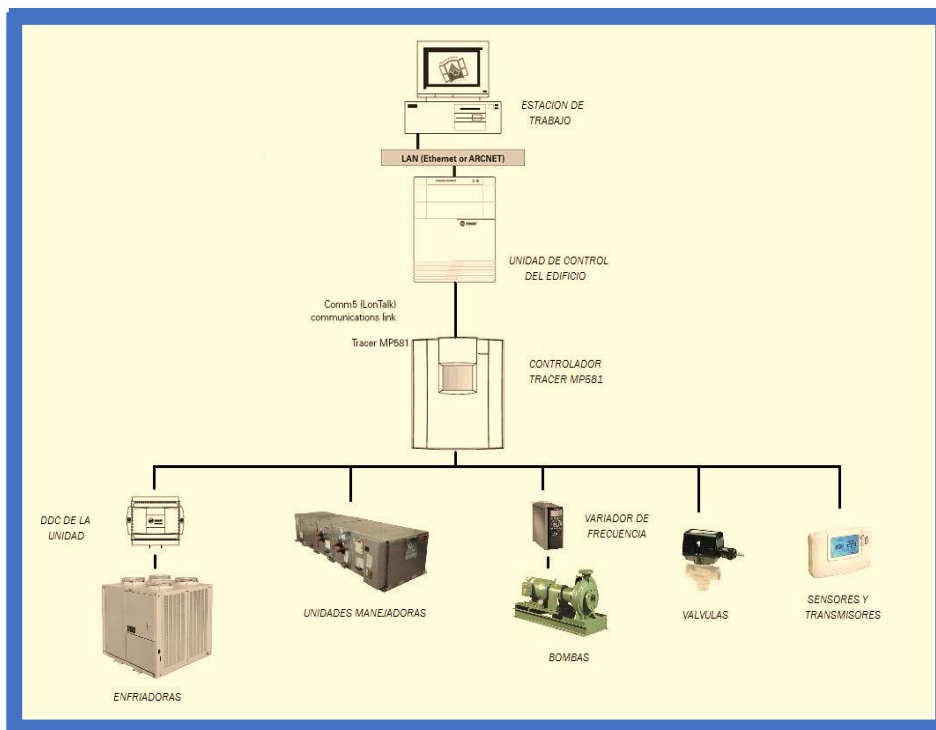 ESTACION DE
TRABAJO
LAN (Ethernet or ARCNET)
UNIDAD DE CONTROL
DEL EDIFICIO
Comm5 (LonTalk)
communications link
Tracer MP581
CONTROLADOR
TRACER MP581
DDC DE LA
UNIDAD
VARIADOR DE
FRECUENCIA
UNIDADES MANEJADORAS
VALVULAS
SENSORES Y
TRANSMISORES
BOMBAS
ENFRIADORAS